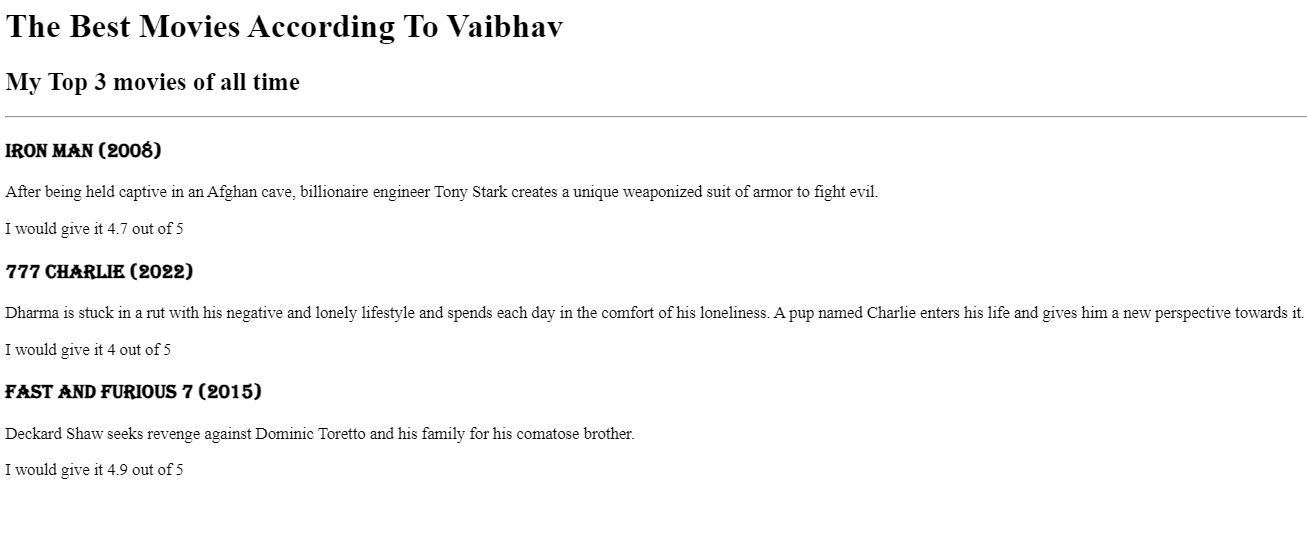 The Best Movies According To Vaibhav
My Top 3 movies of all time
IRON MAN (2008)
After being held captive in an Afghan cave, billionaire engineer Tony Stark creates a unique weaponized suit of armor to fight evil.
I would give it 4.7 out of 5
777 CHARLIE (2022)
Dharma is stuck in a rut with his negative and lonely lifestyle and spends each day in the comfort of his loneliness. A pup named Charlie enters his life and gives him a new perspective towards it.
I would give it 4 out of 5
FAST AND FURIOUS 7 (2015)
Deckard Shaw seeks revenge against Dominic Toretto and his family for his comatose brother.
I would give it 4.9 out of 5